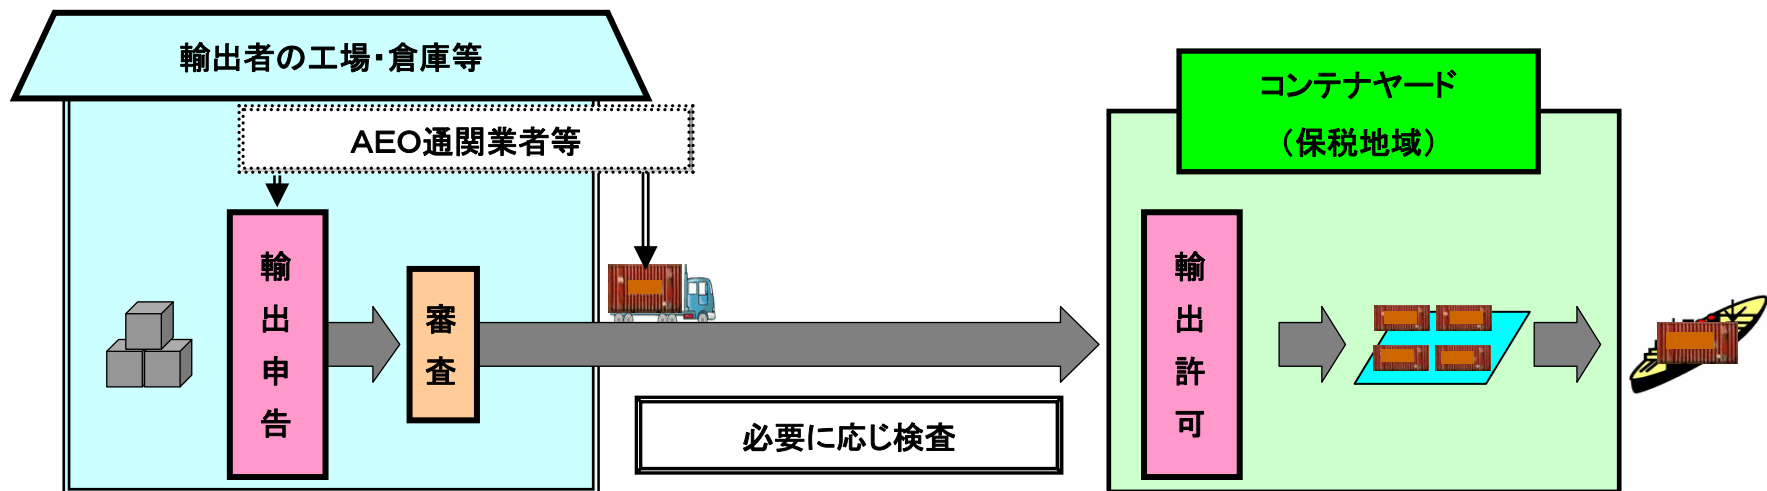 輸出者の工場・倉庫等
AEO通関業者等
輸出申告
審査
必要に応じ検査
コンテナヤード
（保税地域）
輸出許可